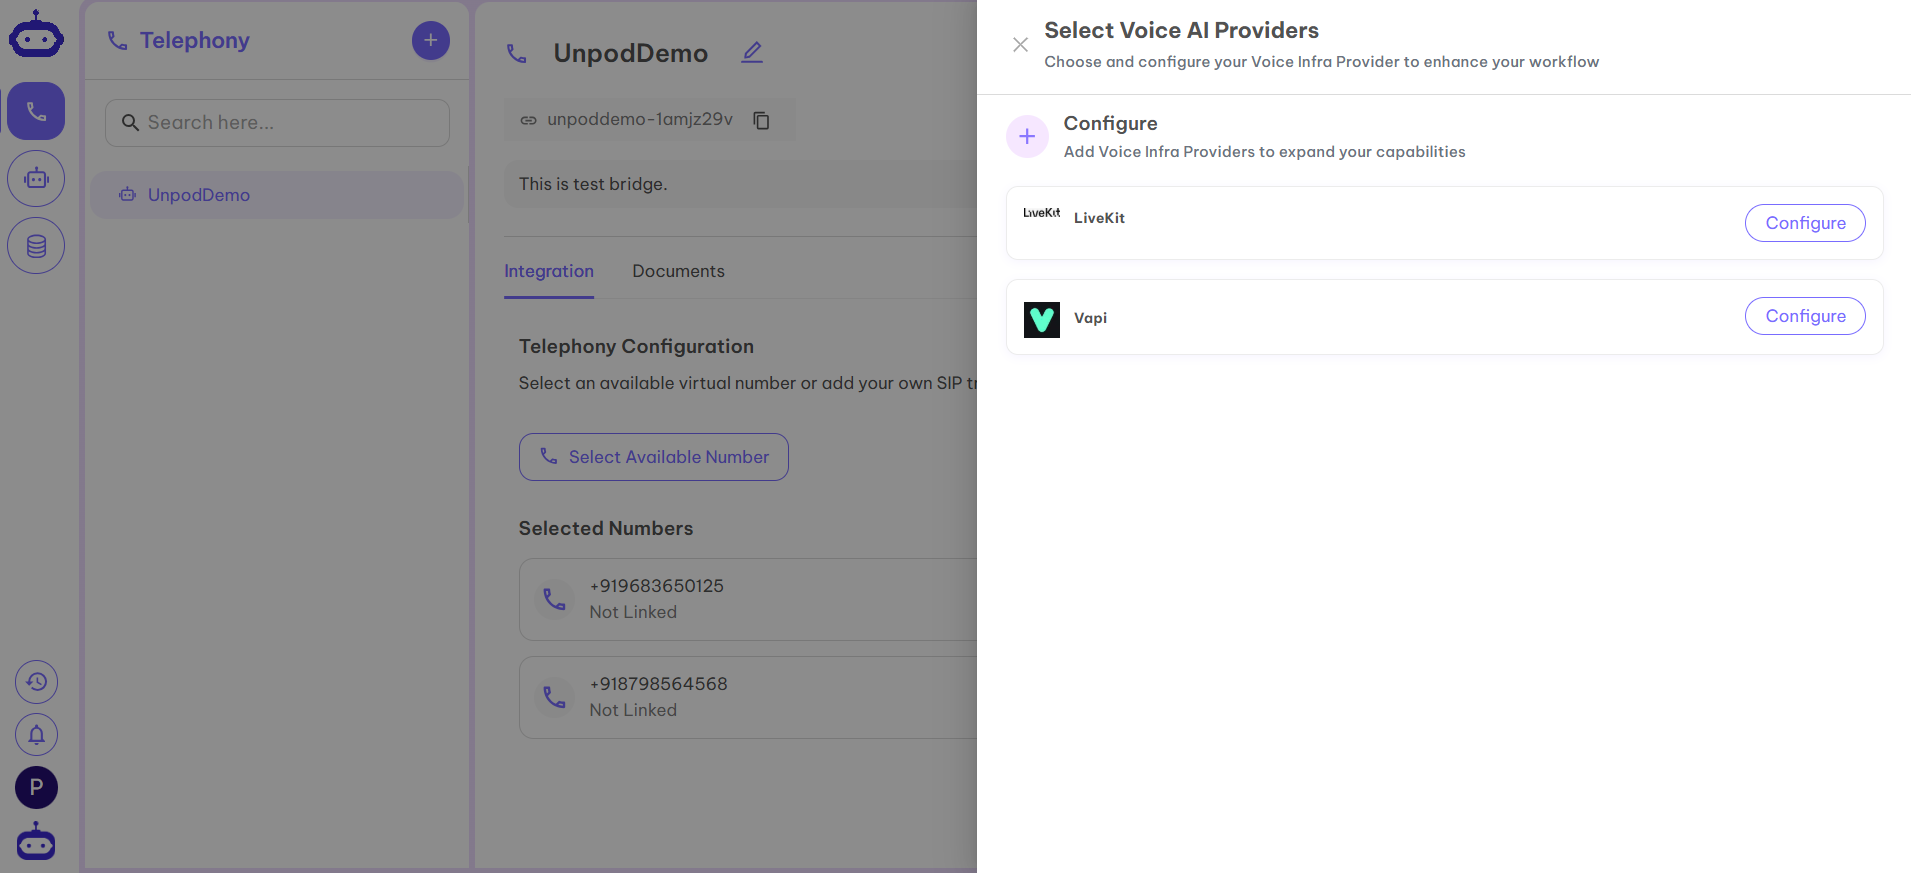 Telephony
Search here...
UnpodDemo
P
UnpodDemo
unpoddemo-1amjz29v
This is test bridge.
Integration
Documents
Telephony Configuration
Select an available virtual number or add your own SIP tr
Select Available Number
Selected Numbers
+919683650125
Not Linked
+918798564568
Not Linked
Select Voice AI Providers
Choose and configure your Voice Infra Provider to enhance your workflow
Configure
Add Voice Infra Providers to expand your capabilities
LiveKit
LiveKit
Configure
Vapi
Configure